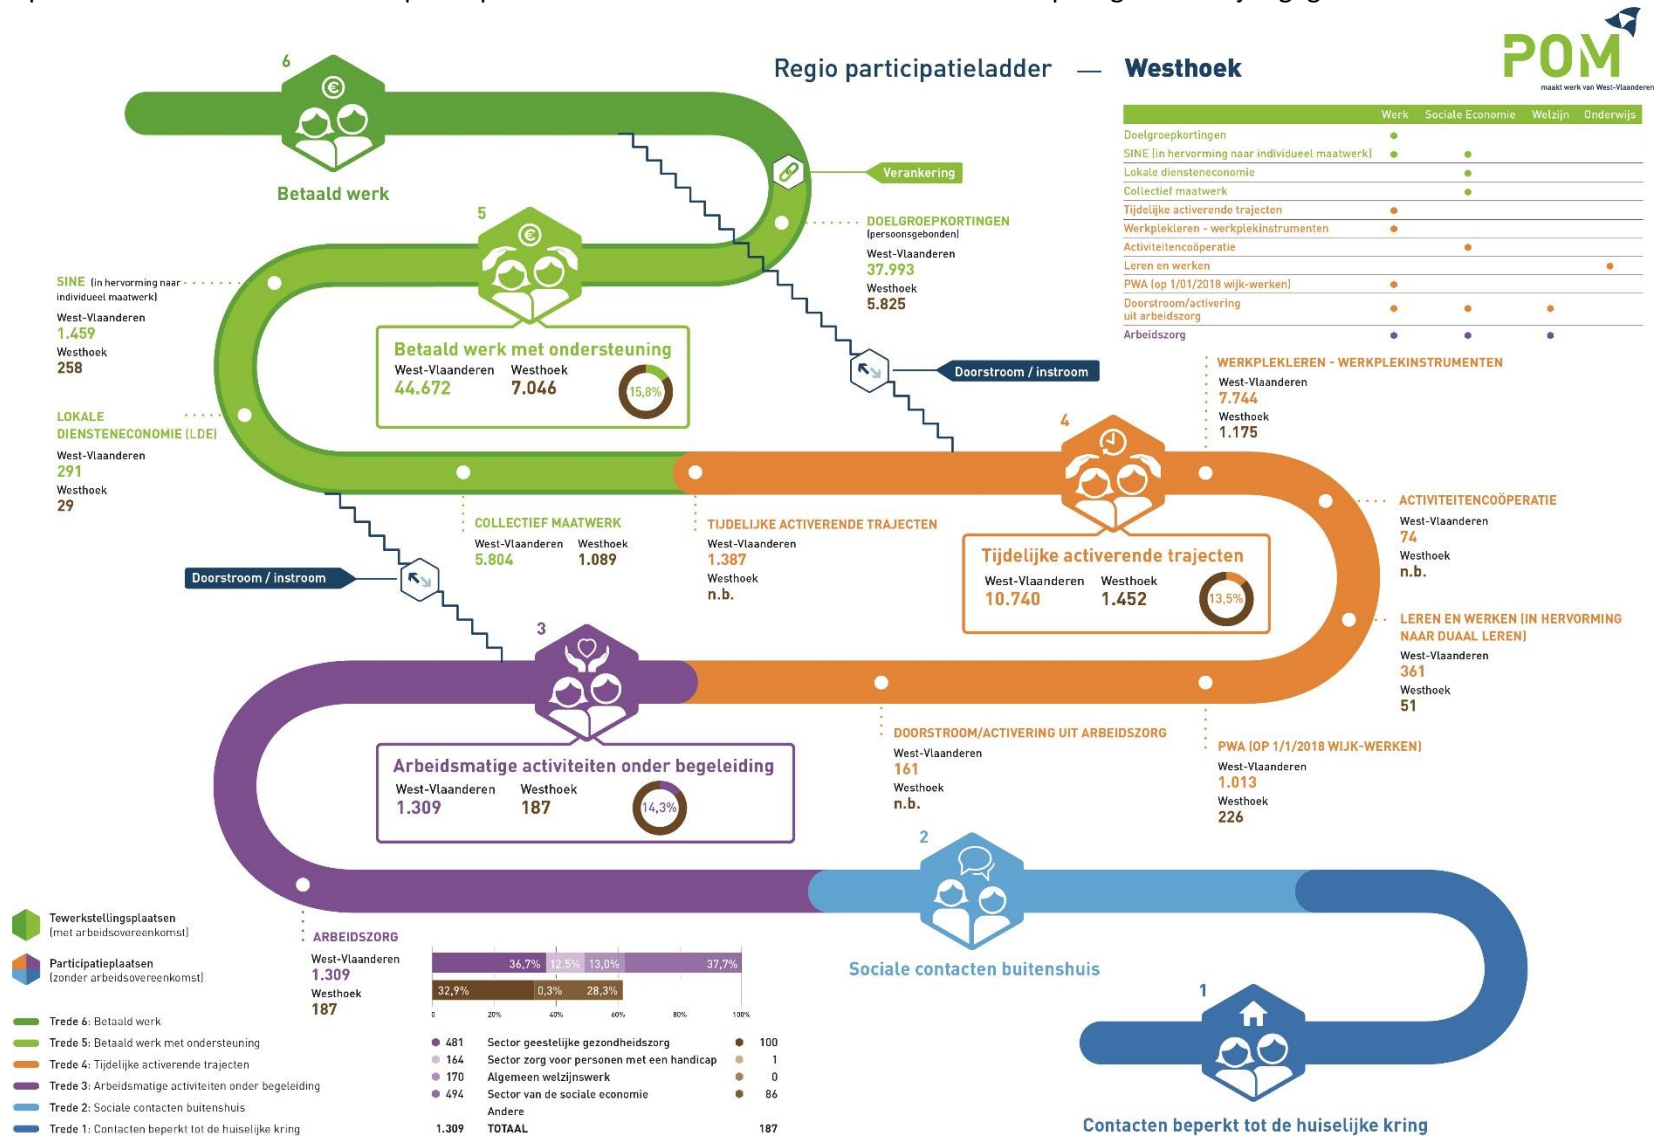 Regio participatieladder — Westhoek
POM
maakt werk van West-Vlaanderen
Werk Sociale Economie Welzijn Onderwijs
Doelgroepkortingen
SINE (in hervorming naar individueel maatwerk)
Lokale diensteneconomie
Collectief maatwerk
Tijdelijke activerende trajecten
Werkplekleren - werkplekinstrumenten
Activiteitencoöperatie
Leren en werken
PWA (op 1/01/2018 wijk-werken)
Doorstroom/activering
uit arbeidszorg
Arbeidszorg
6
Betaald werk
Verankering
DOELGROEPKORTINGEN
(persoonsgebonden)
West-Vlaanderen
37.993
Westhoek
5.825
5
SINE (in hervorming naar
individueel maatwerk)
West-Vlaanderen
1.459
Westhoek
258
Betaald werk met ondersteuning
West-Vlaanderen Westhoek
44.672 7.046
15,8%
Doorstroom / instroom
LOKALE
DIENSTENECONOMIE (LDE)
West-Vlaanderen
291
Westhoek
29
COLLECTIEF MAATWERK
West-Vlaanderen Westhoek
5.804 1.089
TIJDELIJKE ACTIVERENDE TRAJECTEN
West-Vlaanderen
1.387
Westhoek
n.b.
4
WERKPLEKLEREN - WERKPLEKINSTRUMENTEN
West-Vlaanderen
7.744
Westhoek
1.175
Tijdelijke activerende trajecten
West-Vlaanderen Westhoek
10.740 1.452
13,5%
ACTIVITEITENCOÖPERATIE
West-Vlaanderen
74
Westhoek
n.b.
LEREN EN WERKEN (IN HERVORMING
NAAR DUAAL LEREN)
West-Vlaanderen
361
Westhoek
51
Doorstroom / instroom
3
Arbeidsmatige activiteiten onder begeleiding
West-Vlaanderen Westhoek
1.309 187
14,3%
DOORSTROOM/ACTIVERING UIT ARBEIDSZORG
West-Vlaanderen
161
Westhoek
n.b.
PWA (OP 1/1/2018 WIJK-WERKEN)
West-Vlaanderen
1.013
Westhoek
226
2
Sociale contacten buitenshuis
1
Contacten beperkt tot de huiselijke kring
ARBEIDSZORG
West-Vlaanderen
1.309
Westhoek
187
36,7% 12,5% 13,0% 37,7%
32,9% 0,3% 28,3%
0 20% 40% 60% 80% 100%
481 Sector geestelijke gezondheidszorg 100
164 Sector zorg voor personen met een handicap 1
170 Algemeen welzijnswerk 0
494 Sector van de sociale economie 86
Andere
1.309 TOTAAL 187
Tewerkstellingsplaatsen
(met arbeidsovereenkomst)
Participatieplaatsen
(zonder arbeidsovereenkomst)
Trede 6: Betaald werk
Trede 5: Betaald werk met ondersteuning
Trede 4: Tijdelijke activerende trajecten
Trede 3: Arbeidsmatige activiteiten onder begeleiding
Trede 2: Sociale contacten buitenshuis
Trede 1: Contacten beperkt tot de huiselijke kring